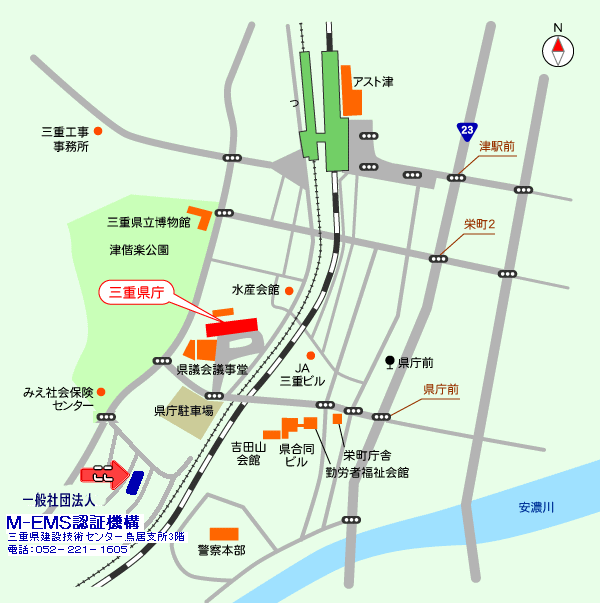 N
アスト津
つ
23
三重工事
事務所
津駅前
三重県立博物館
栄町2
津偕楽公園
水産会館
三重県庁
JA
三重ビル
県庁前
県議会議事堂
みえ社会保険
センター
県庁前
県庁駐車場
吉田山
会館
県合同
ビル
栄町庁舎
勤労者福祉会館
一般社団法人
M-EMS認証機構
三重県建設技術センター鳥居支所3階
電話:052-221-1605
安濃川
警察本部